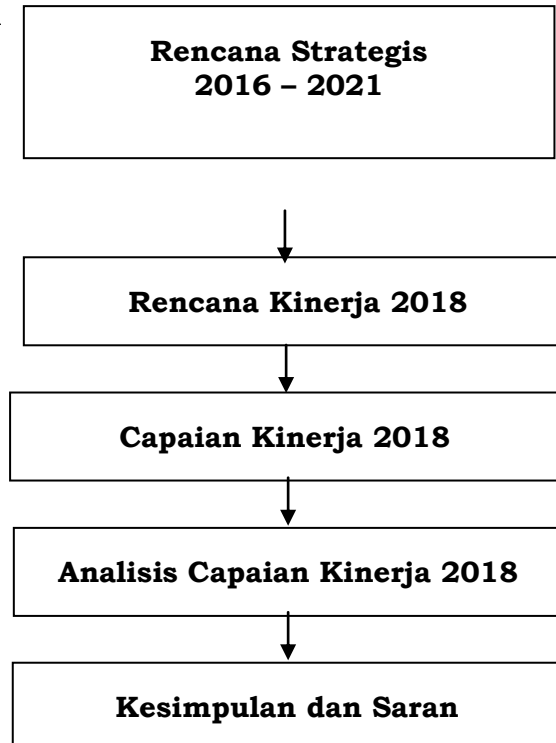 Rencana Strategis
2016 – 2021
Rencana Kinerja 2018
Capaian Kinerja 2018
Analisis Capaian Kinerja 2018
Kesimpulan dan Saran